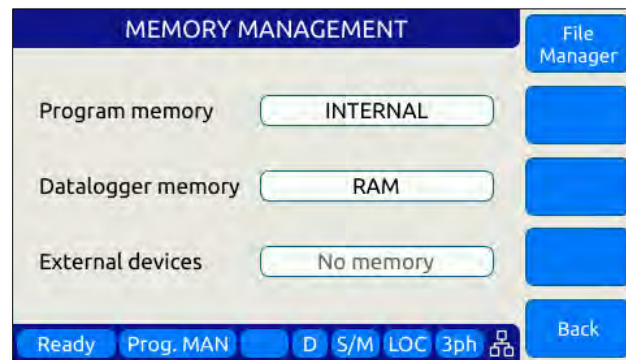 MEMORY MANAGEMENT
File
Manager
Program memory INTERNAL
Datalogger memory RAM
External devices No memory
Back
Ready Prog. MAN D S/M LOC 3ph